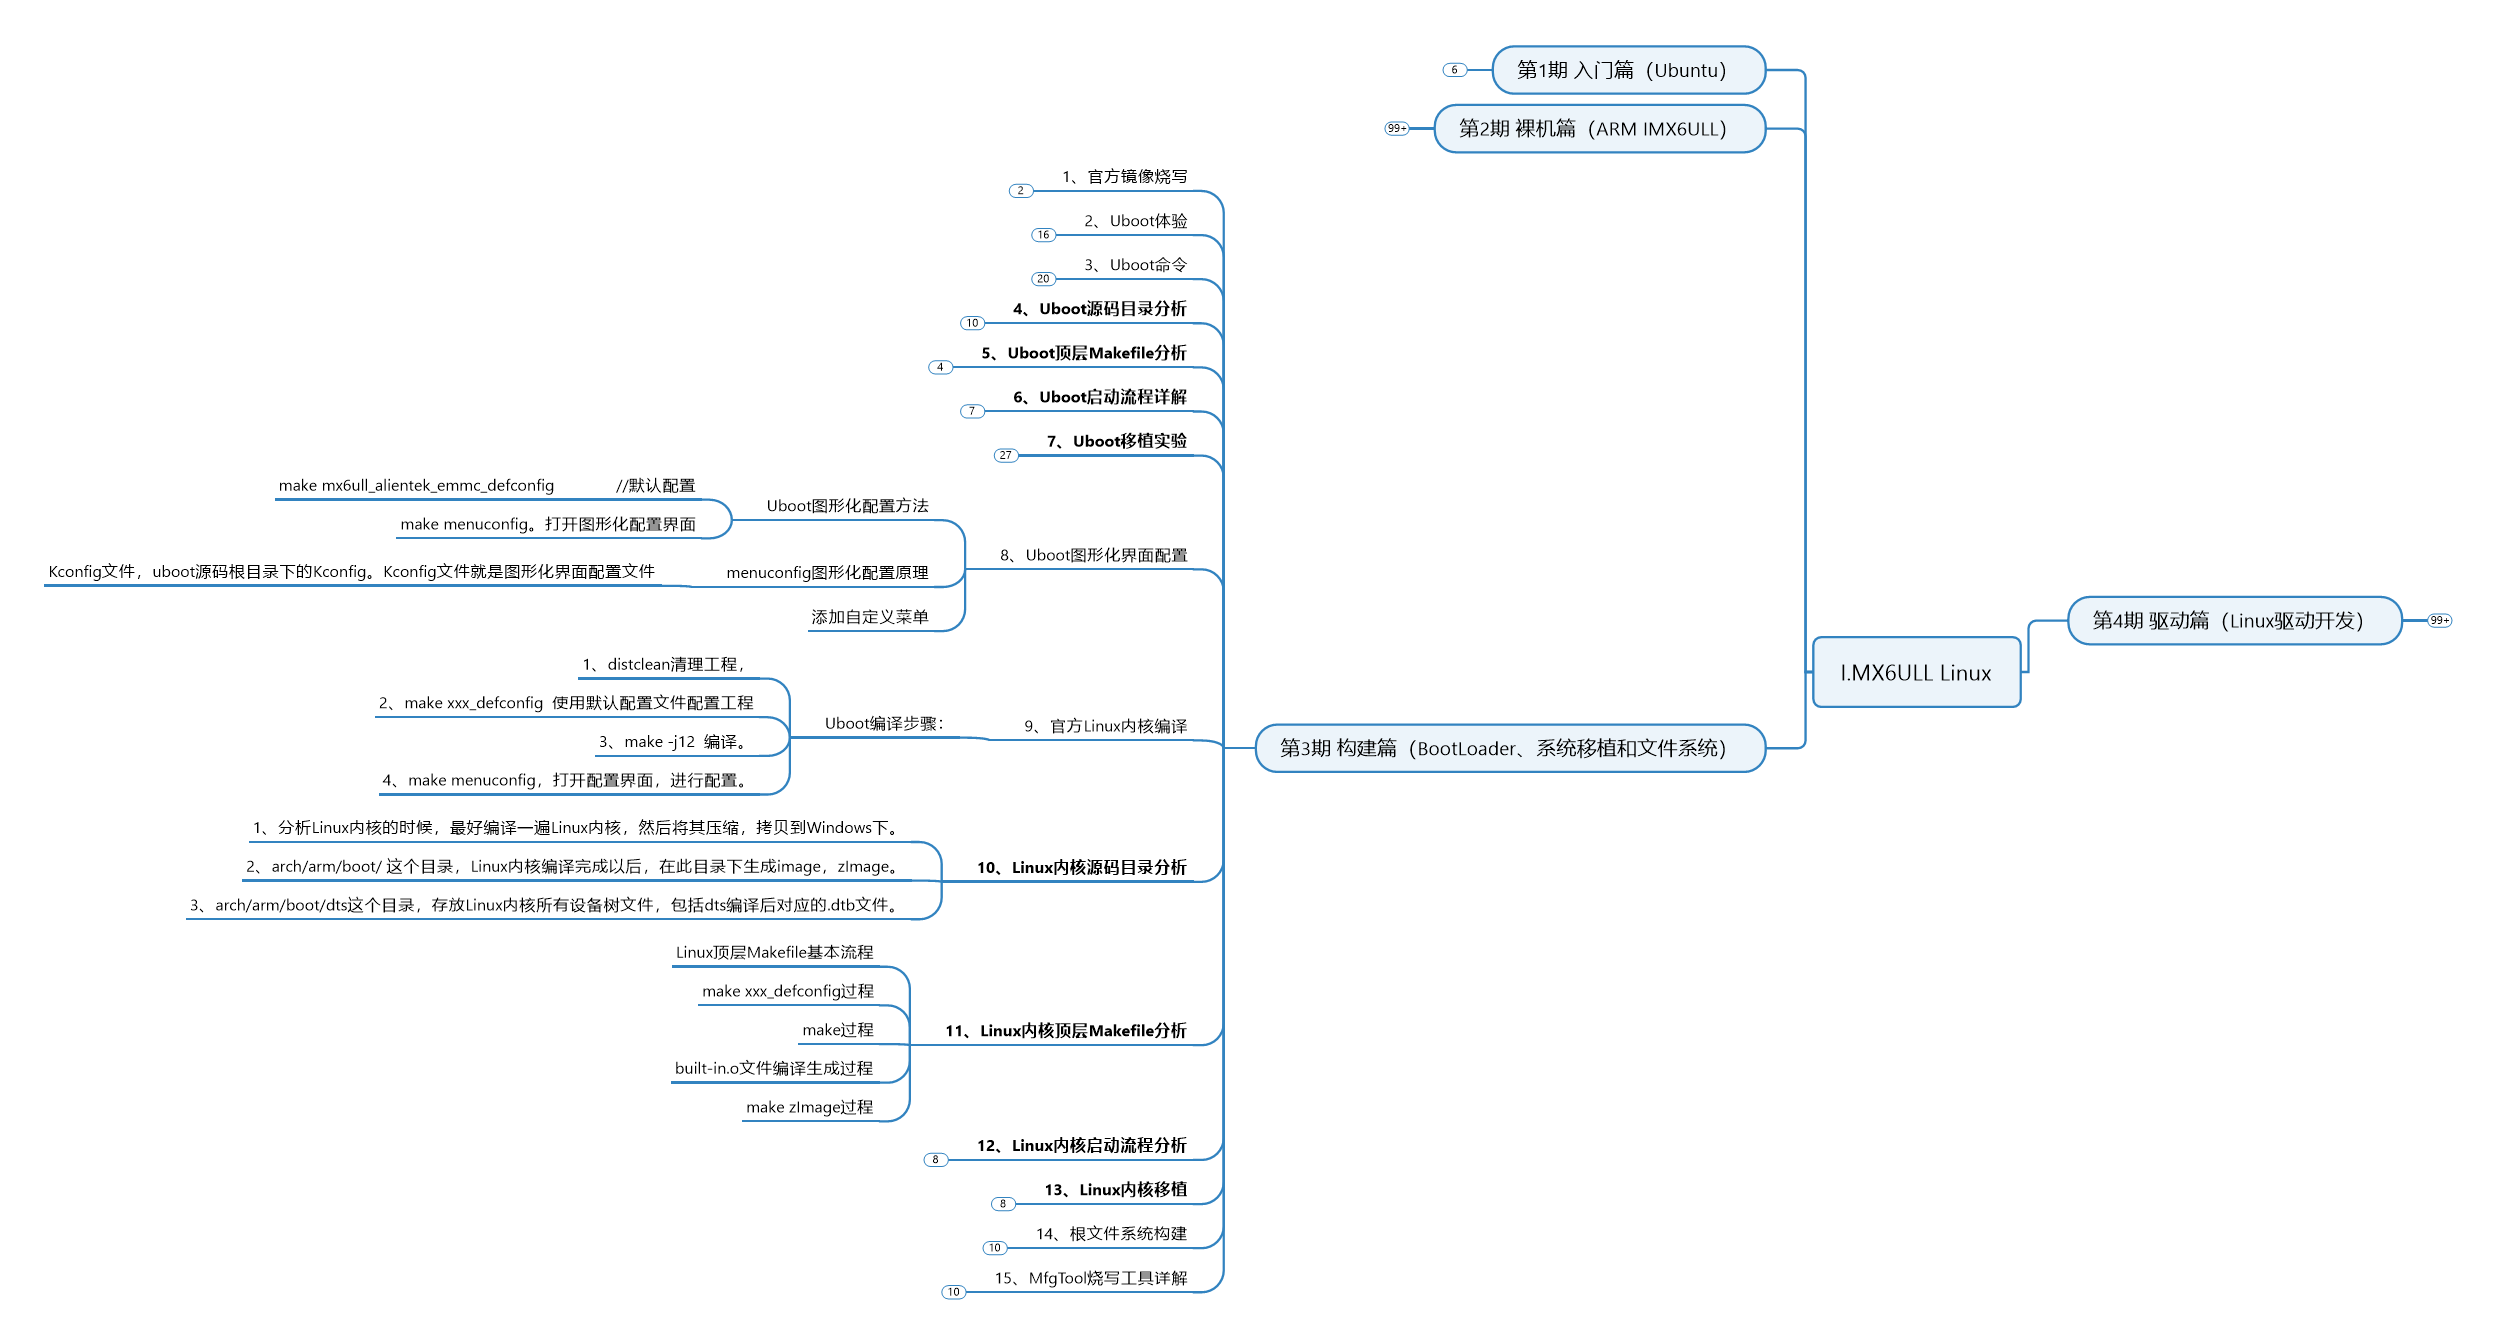 I.MX6ULL Linux
第1期 入门篇（Ubuntu）
6
第2期 裸机篇（ARM IMX6ULL）
99+
第3期 构建篇（BootLoader、系统移植和文件系统）
1、官方镜像烧写
2
2、Uboot体验
16
3、Uboot命令
20
4、Uboot源码目录分析
10
5、Uboot顶层Makefile分析
4
6、Uboot启动流程详解
7
7、Uboot移植实验
27
8、Uboot图形化界面配置
Uboot图形化配置方法
make mx6ull_alientek_emmc_defconfig //默认配置
make menuconfig。打开图形化配置界面
menuconfig图形化配置原理
Kconfig文件，uboot源码根目录下的Kconfig。Kconfig文件就是图形化界面配置文件
添加自定义菜单
9、官方Linux内核编译
Uboot编译步骤：
1、distclean清理工程，
2、make xxx_defconfig 使用默认配置文件配置工程
3、make -j12 编译。
4、make menuconfig，打开配置界面，进行配置。
10、Linux内核源码目录分析
1、分析Linux内核的时候，最好编译一遍Linux内核，然后将其压缩，拷贝到Windows下。
2、arch/arm/boot/ 这个目录，Linux内核编译完成以后，在此目录下生成image，zImage。
3、arch/arm/boot/dts这个目录，存放Linux内核所有设备树文件，包括dts编译后对应的.dtb文件。
11、Linux内核顶层Makefile分析
Linux顶层Makefile基本流程
make xxx_defconfig过程
make过程
built-in.o文件编译生成过程
make zImage过程
12、Linux内核启动流程分析
8
13、Linux内核移植
8
14、根文件系统构建
10
15、MfgTool烧写工具详解
10
第4期 驱动篇（Linux驱动开发）
99+